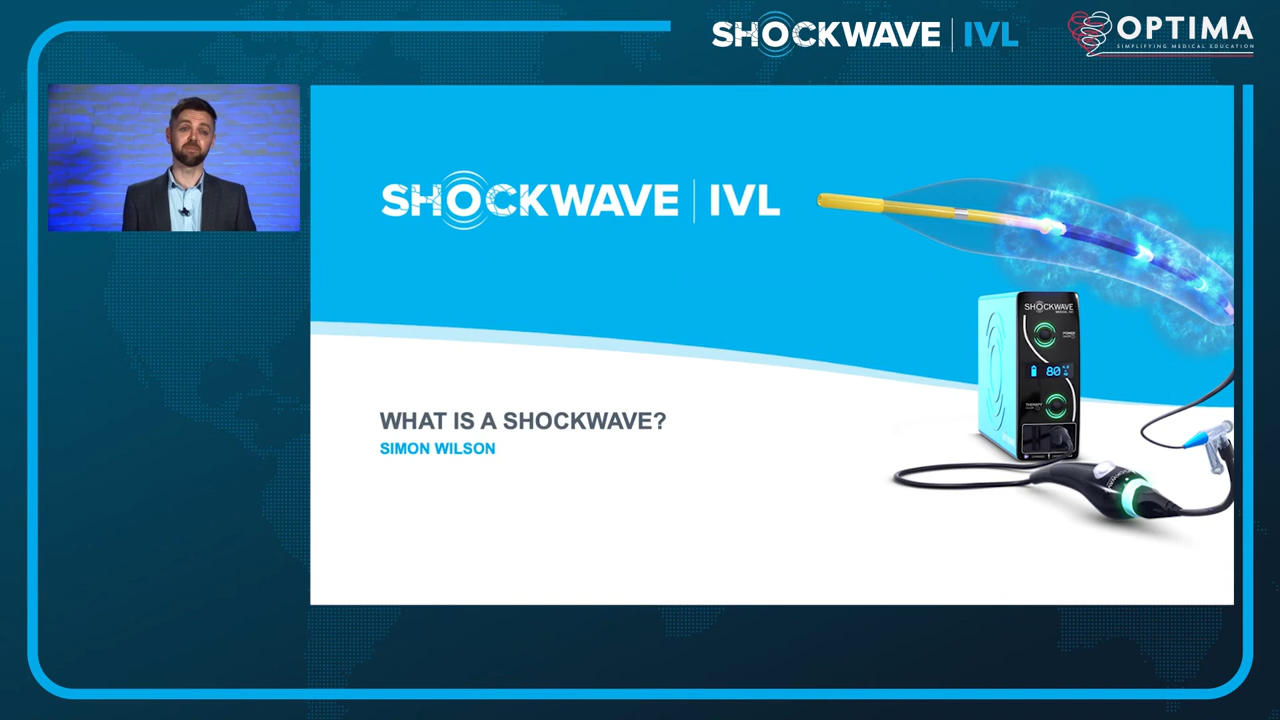 SHOCKWAVE | IVL
OPTIMA
SIMPLIFYING MEDICAL EDUCATION
SHOCKWAVE | IVL
SHOCKWAVE
80
WHAT IS A SHOCKWAVE?
SIMON WILSON